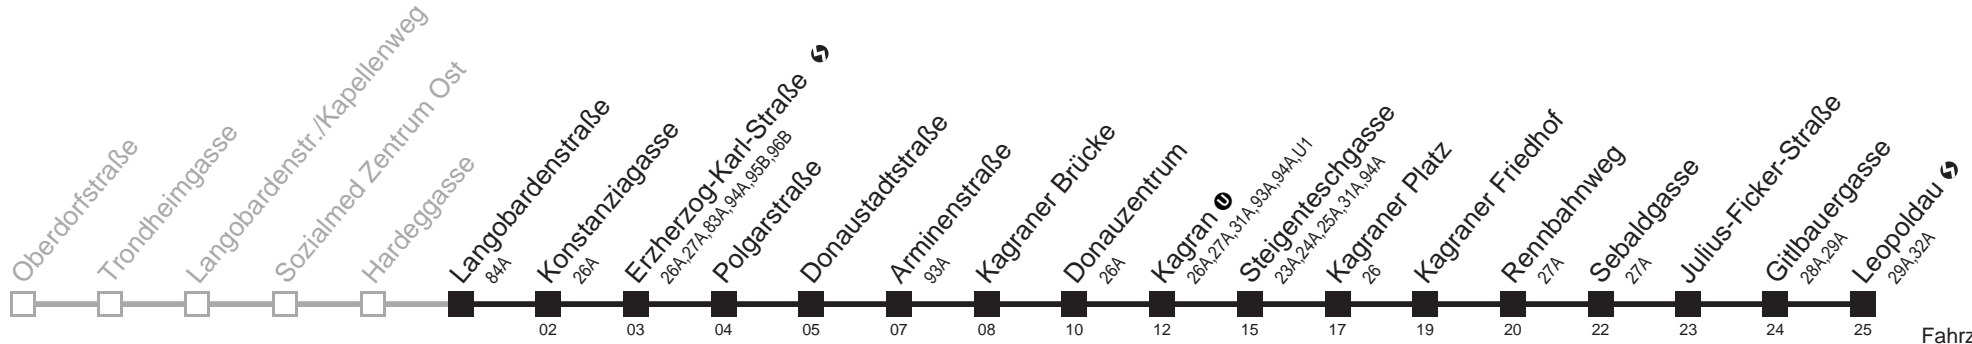 Oberdorfstraße
Trondheimgasse
Langobardenstr./Kapellenweg
Sozialmed Zentrum Ost
Hardeggasse
Langobardenstraße
84A
Konstanziagasse
26A
Erzherzog-Karl-Straße
26A,27A,83A,94A,95B,96B
Polgarstraße
Donaustadtstraße
Arminenstraße
93A
Kagraner Brücke
Donauzentrum
26A
Kagran U
26A,27A,31A,93A,94A,U1
Steigenteschgasse
23A,24A,25A,31A,94A
Kagraner Platz
26
Kagraner Friedhof
Rennbahnweg
27A
Sebaldgasse
27A
Julius-Ficker-Straße
Gitlbauergasse
28A,29A
Leopoldau
29A,32A
02 03 04 05 07 08 10 12 15 17 19 20 22 23 24 25
Fahrz